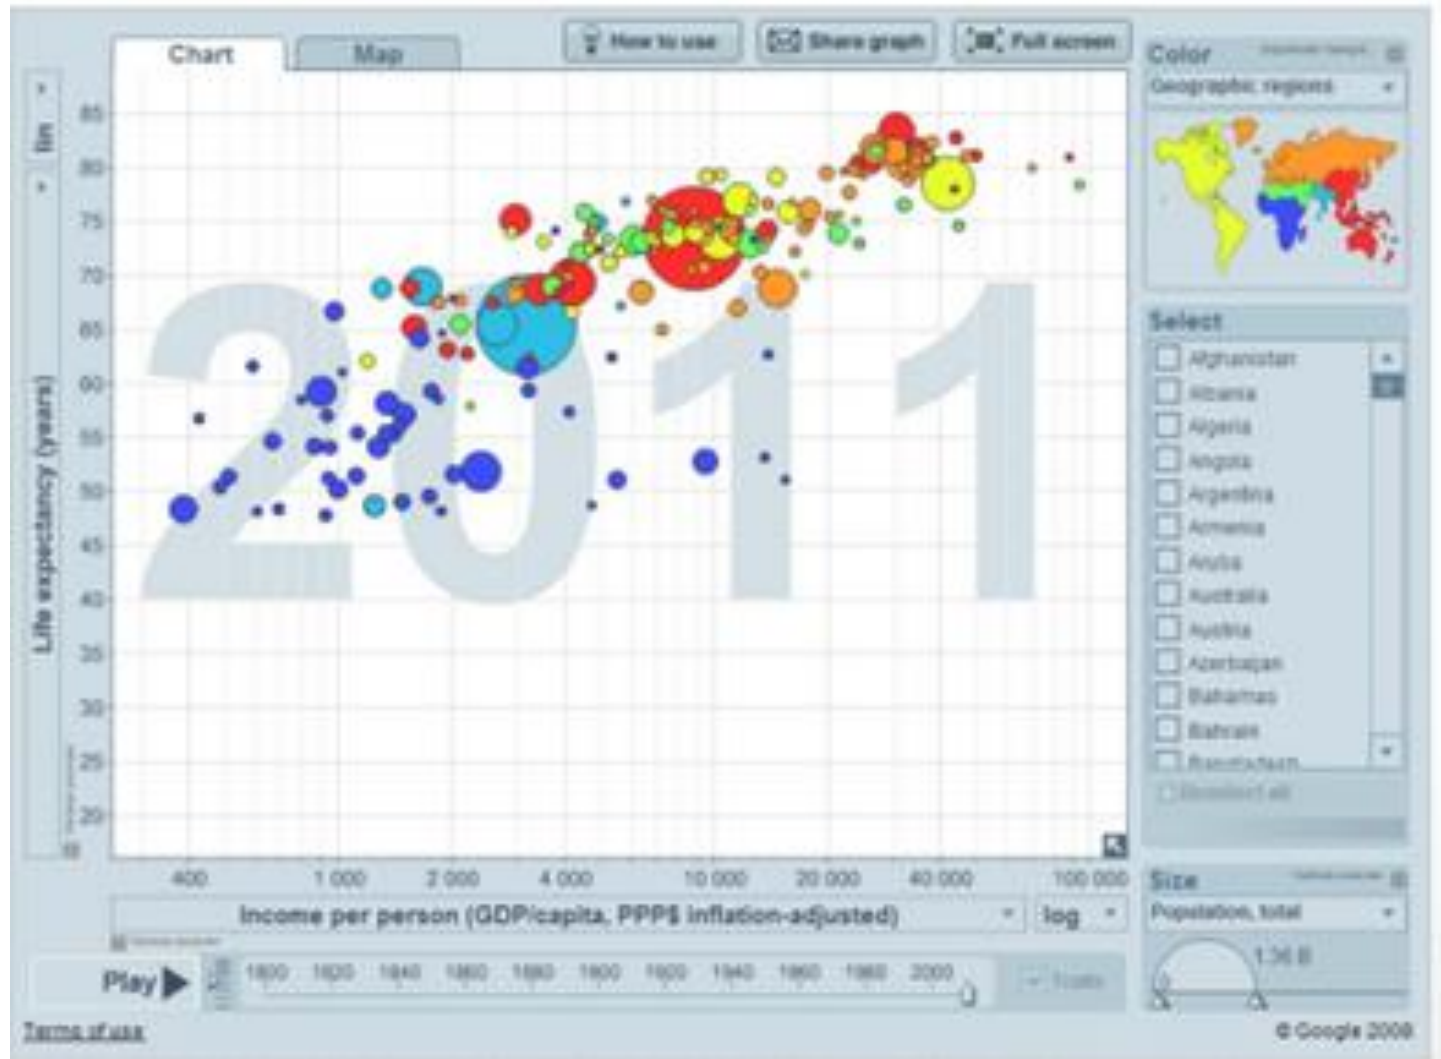 Chart
Map
How to use
Share graph
Full screen
Color
Geographic regions
lin
Life expectancy (years)
85
80
75
70
65
60
55
50
45
40
35
30
25
20
2011
Select
Afghanistan
Albania
Algeria
Angola
Argentina
Armenia
Aruba
Australia
Austria
Azerbaijan
Bahamas
Bahrain
Bangladesh
Deselect all
400 1 000 2 000 4 000 10 000 20 000 40 000 100 000
Income per person (GDP/capita, PPP$ inflation-adjusted)
log
Size
Population, total
1.36 B
Play
1800 1820 1840 1860 1880 1900 1920 1940 1960 1980 2000
Trails
Terms of use
© Google 2008